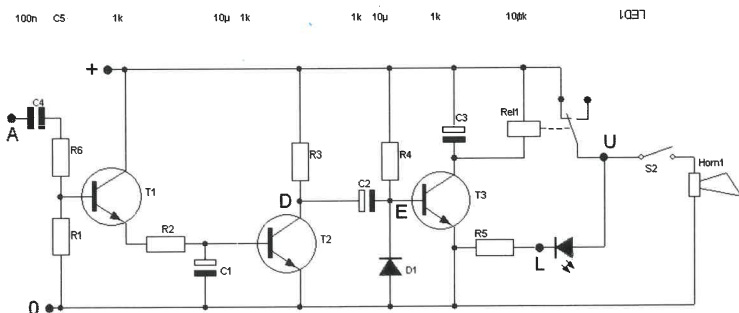 100n C5 1k 10µ 1k 1k 10µ 1k LED1
+
C4
A
R6
R3
R4
C3
Rel1
U
S2
Horn1
T1
D
C2
E
T3
R1
R2
T2
R5
L
C1
D1
0